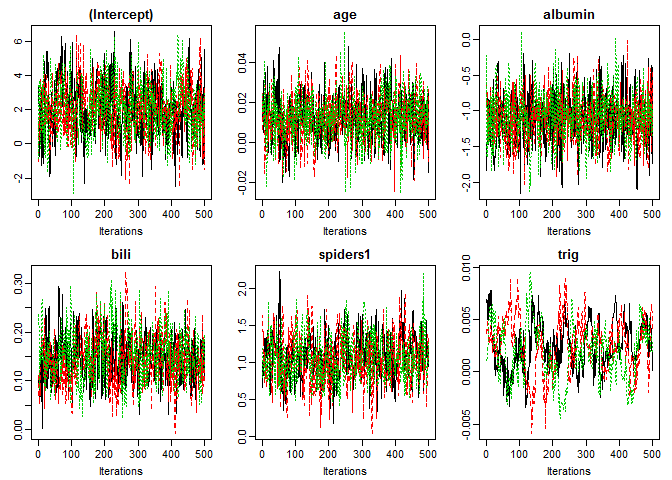 (Intercept) age albumin
6 4 2 0 -2
0.04 0.02 0.00 -0.02
0.0 -0.5 -1.0 -1.5 -2.0
0 100 200 300 400 500 0 100 200 300 400 500 0 100 200 300 400 500
Iterations Iterations Iterations
bili spiders1 trig
0.30 0.20 0.10 0.00
2.0 1.5 1.0 0.5 0.0
0.010 0.005 0.000 -0.005
0 100 200 300 400 500 0 100 200 300 400 500 0 100 200 300 400 500
Iterations Iterations Iterations